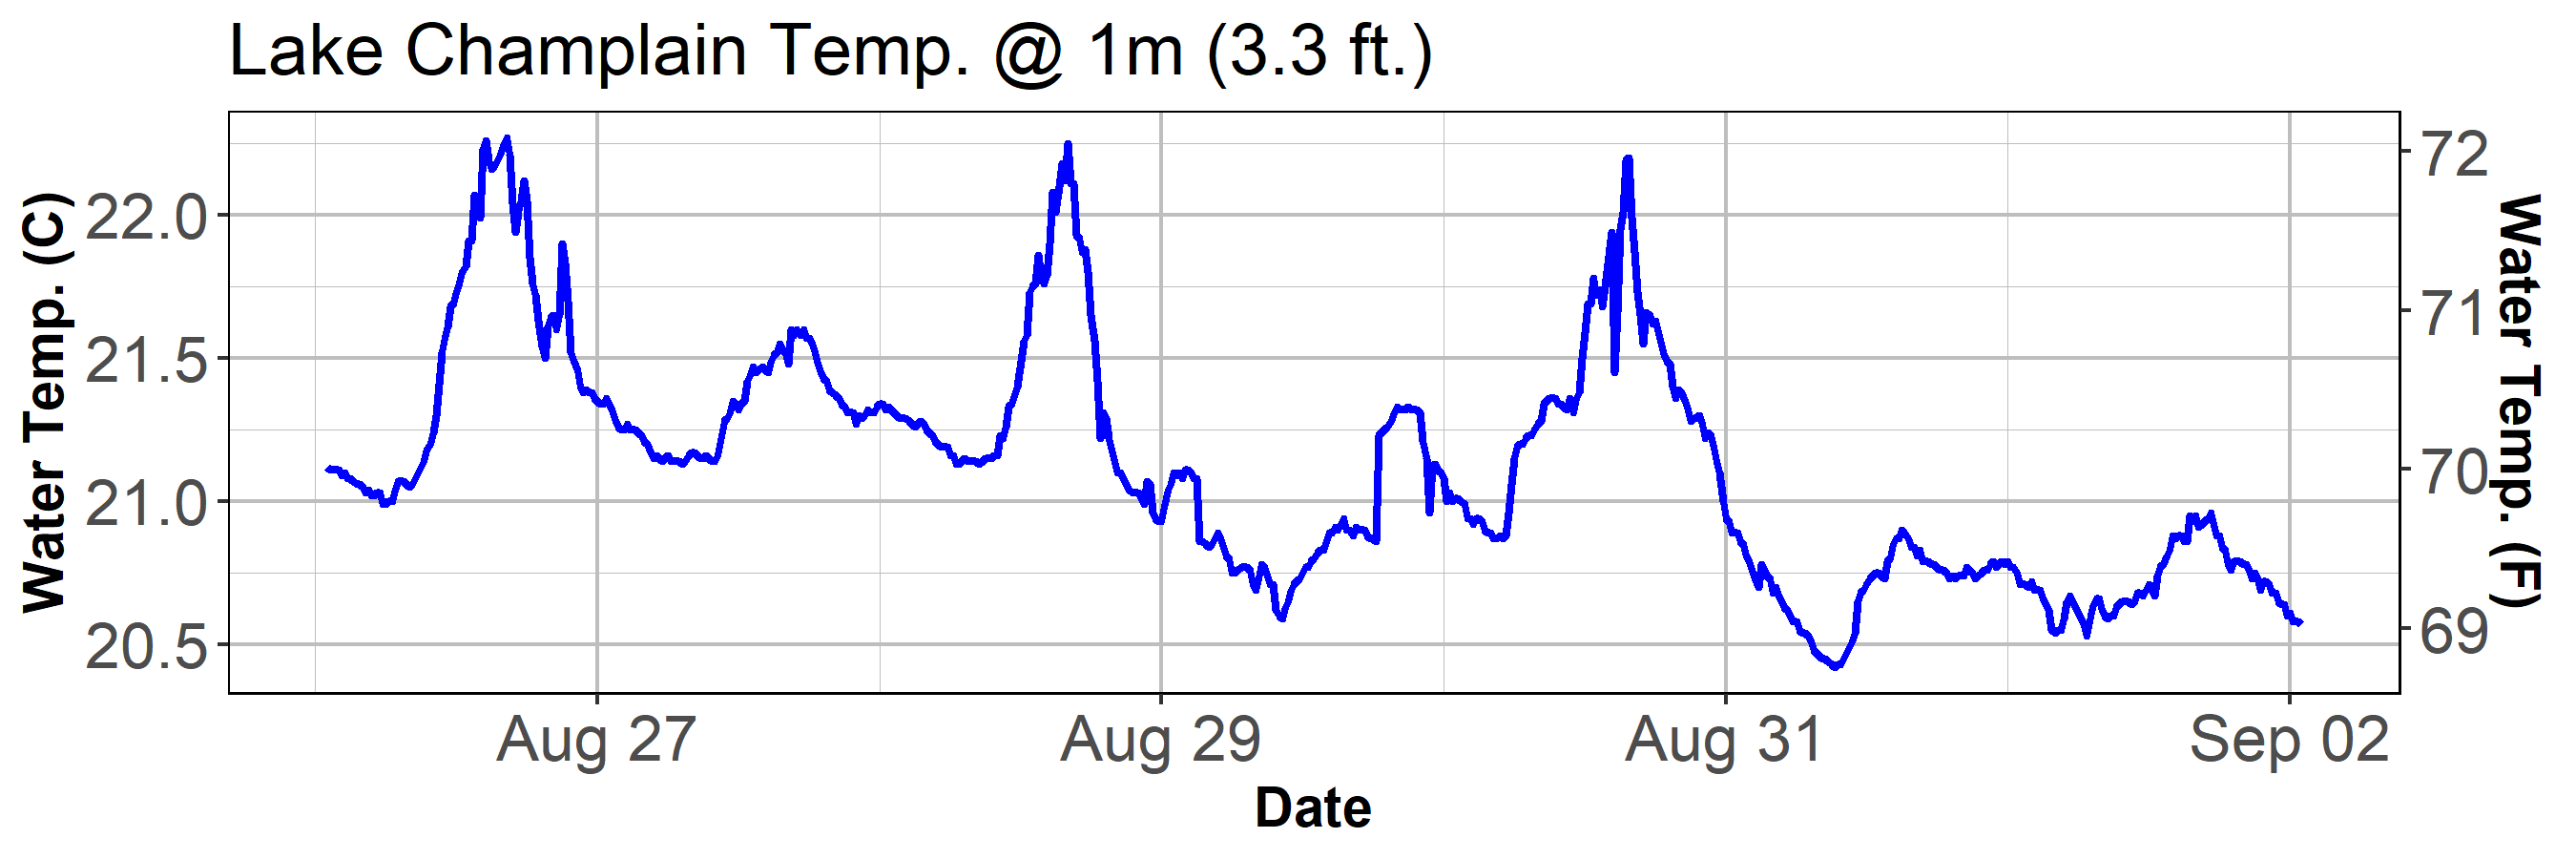 Lake Champlain Temp. @ 1m (3.3 ft.)
Water Temp. (C)
22.0
21.5
21.0
20.5
72
71
70
69
Water Temp. (F)
Aug 27
Aug 29
Aug 31
Sep 02
Date